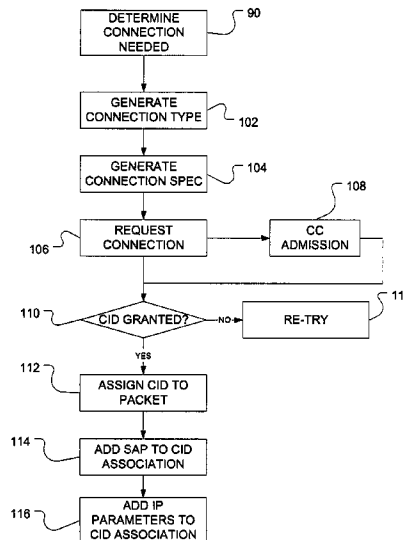 DETERMINE
CONNECTION
NEEDED
90
GENERATE
CONNECTION TYPE
102
GENERATE
CONNECTION SPEC
104
108
REQUEST
CONNECTION
CC
ADMISSION
106
11
110
CID GRANTED?
NO
RE-TRY
YES
112
ASSIGN CID TO
PACKET
114
ADD SAP TO CID
ASSOCIATION
116
ADD IP
PARAMETERS TO
CID ASSOCIATION